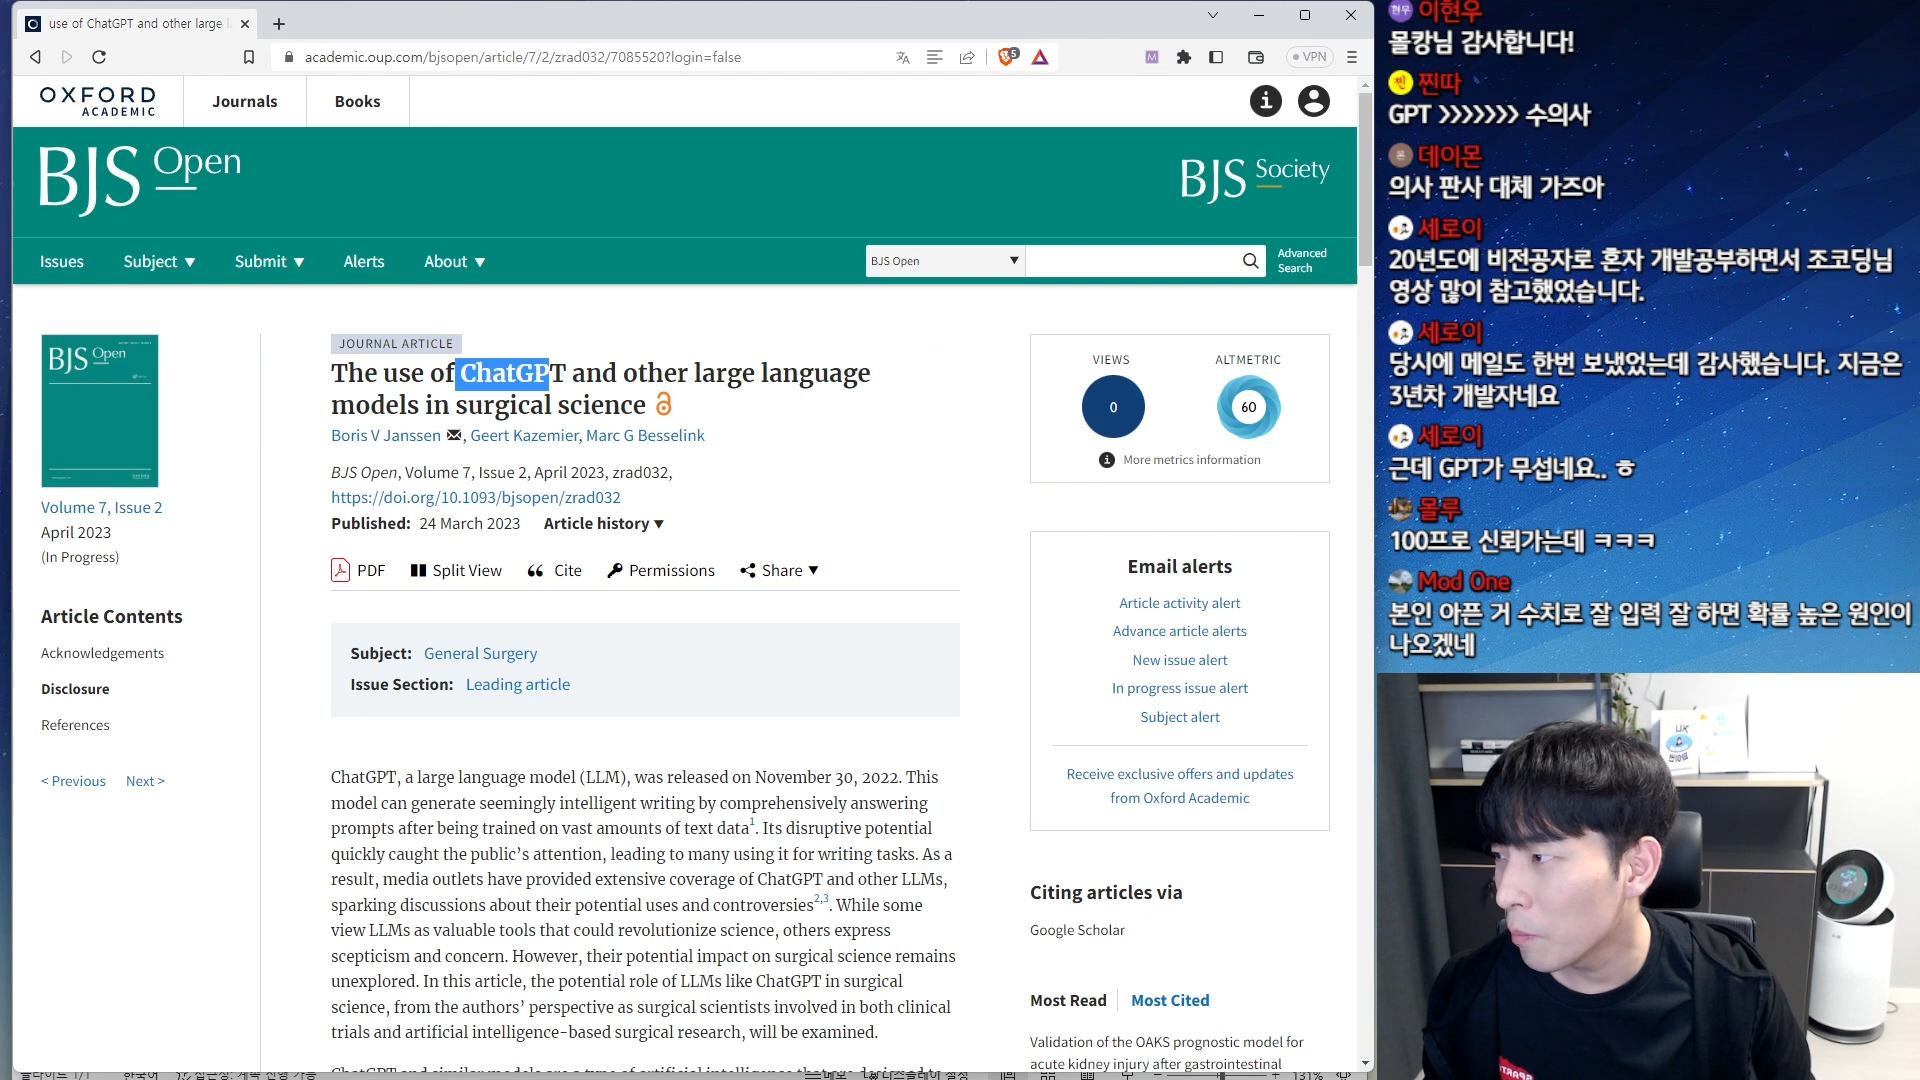 use of ChatGPT and other large l
academic.oup.com/bjsopen/article/7/2/zrad032/7085520?login=false
5
M
VPN
OXFORD
ACADEMIC
Journals
Books
BJS Open
BJS Society
Issues
Subject ▼
Submit ▼
Alerts
About ▼
BJS Open
Advanced
Search
BJS Open
Volume 7, Issue 2
April 2023
(In Progress)
Article Contents
Acknowledgements
Disclosure
References
< Previous
Next >
JOURNAL ARTICLE
The use of ChatGPT and other large language
models in surgical science
Boris V Janssen, Geert Kazemier, Marc G Besselink
BJS Open, Volume 7, Issue 2, April 2023, zrad032,
https://doi.org/10.1093/bjsopen/zrad032
Published: 24 March 2023 Article history ▼
PDF
Split View
Cite
Permissions
Share ▼
Subject: General Surgery
Issue Section: Leading article
ChatGPT, a large language model (LLM), was released on November 30, 2022. This
model can generate seemingly intelligent writing by comprehensively answering
prompts after being trained on vast amounts of text data1. Its disruptive potential
quickly caught the public’s attention, leading to many using it for writing tasks. As a
result, media outlets have provided extensive coverage of ChatGPT and other LLMs,
sparking discussions about their potential uses and controversies2,3. While some
view LLMs as valuable tools that could revolutionize science, others express
scepticism and concern. However, their potential impact on surgical science remains
unexplored. In this article, the potential role of LLMs like ChatGPT in surgical
science, from the authors’ perspective as surgical scientists involved in both clinical
trials and artificial intelligence-based surgical research, will be examined.
VIEWS
ALTMETRIC
0
60
More metrics information
Email alerts
Article activity alert
Advance article alerts
New issue alert
In progress issue alert
Subject alert
Receive exclusive offers and updates
from Oxford Academic
Citing articles via
Google Scholar
Most Read
Most Cited
Validation of the OAKS prognostic model for
acute kidney injury after gastrointestinal
현우 이현우
몰캉님 감사합니다!
찐 찐따
GPT >>>>>>> 수의사
데이몬
의사 판사 대체 가즈아
세로이
20년도에 비전공자로 혼자 개발공부하면서 조코딩님
영상 많이 참고했었습니다.
세로이
당시에 메일도 한번 보냈었는데 감사했습니다. 지금은
3년차 개발자네요
세로이
근데 GPT가 무섭네요.. ㅎ
몰루
100프로 신뢰가는데 ㅋㅋㅋ
Mod One
본인 아픈 거 수치로 잘 입력 잘 하면 확률 높은 원인이
나오겠네
131%